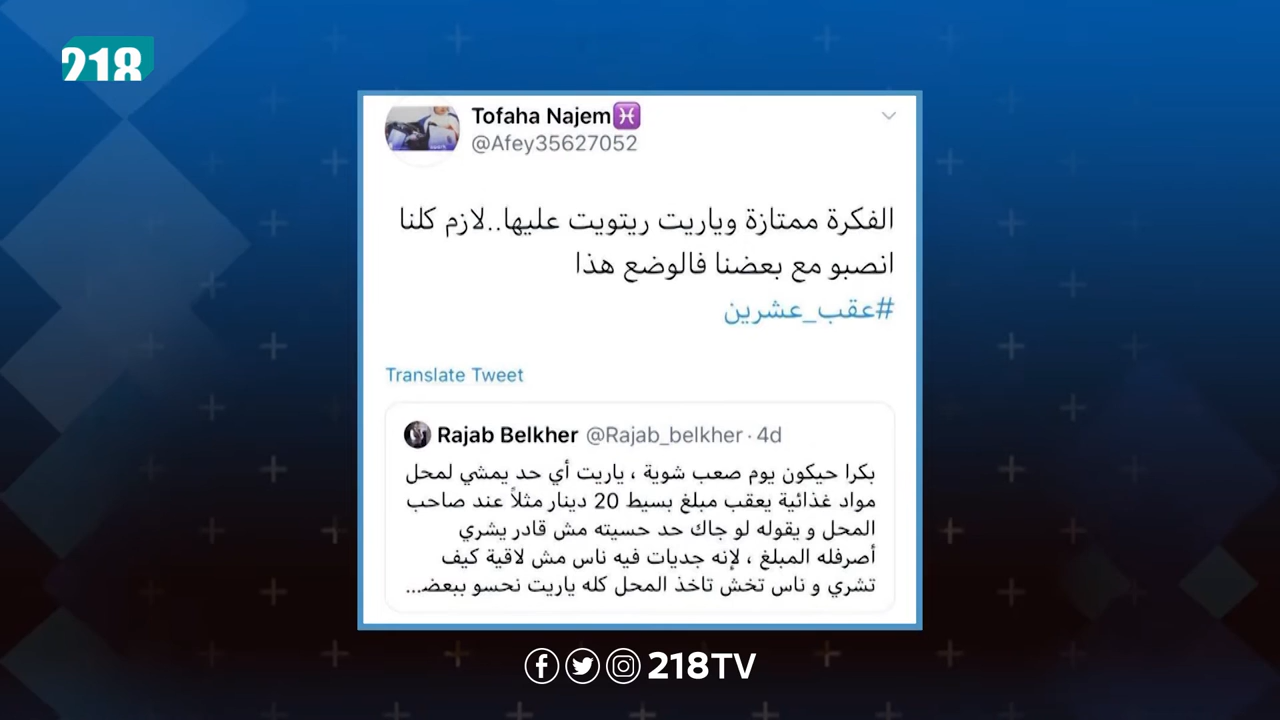 218
Tofaha Najem♓
@Afey35627052
الفكرة ممتازة وياريت ريتويت عليها..لازم كلنا
انصبو مع بعضنا فالوضع هذا
#عقب_عشرين
Translate Tweet
Rajab Belkher @Rajab_belkher · 4d
بكرا حيكون يوم صعب شوية ، ياريت أي حد يمشي لمحل
مواد غذائية يعقب مبلغ بسيط 20 دينار مثلاً عند صاحب
المحل و يقوله لو جاك حد حسيته مش قادر يشري
أصرفله المبلغ ، لإنه جديات فيه ناس مش لاقية كيف
تشري و ناس تخش تاخذ المحل كله ياريت نحسو ببعضـ...
218TV